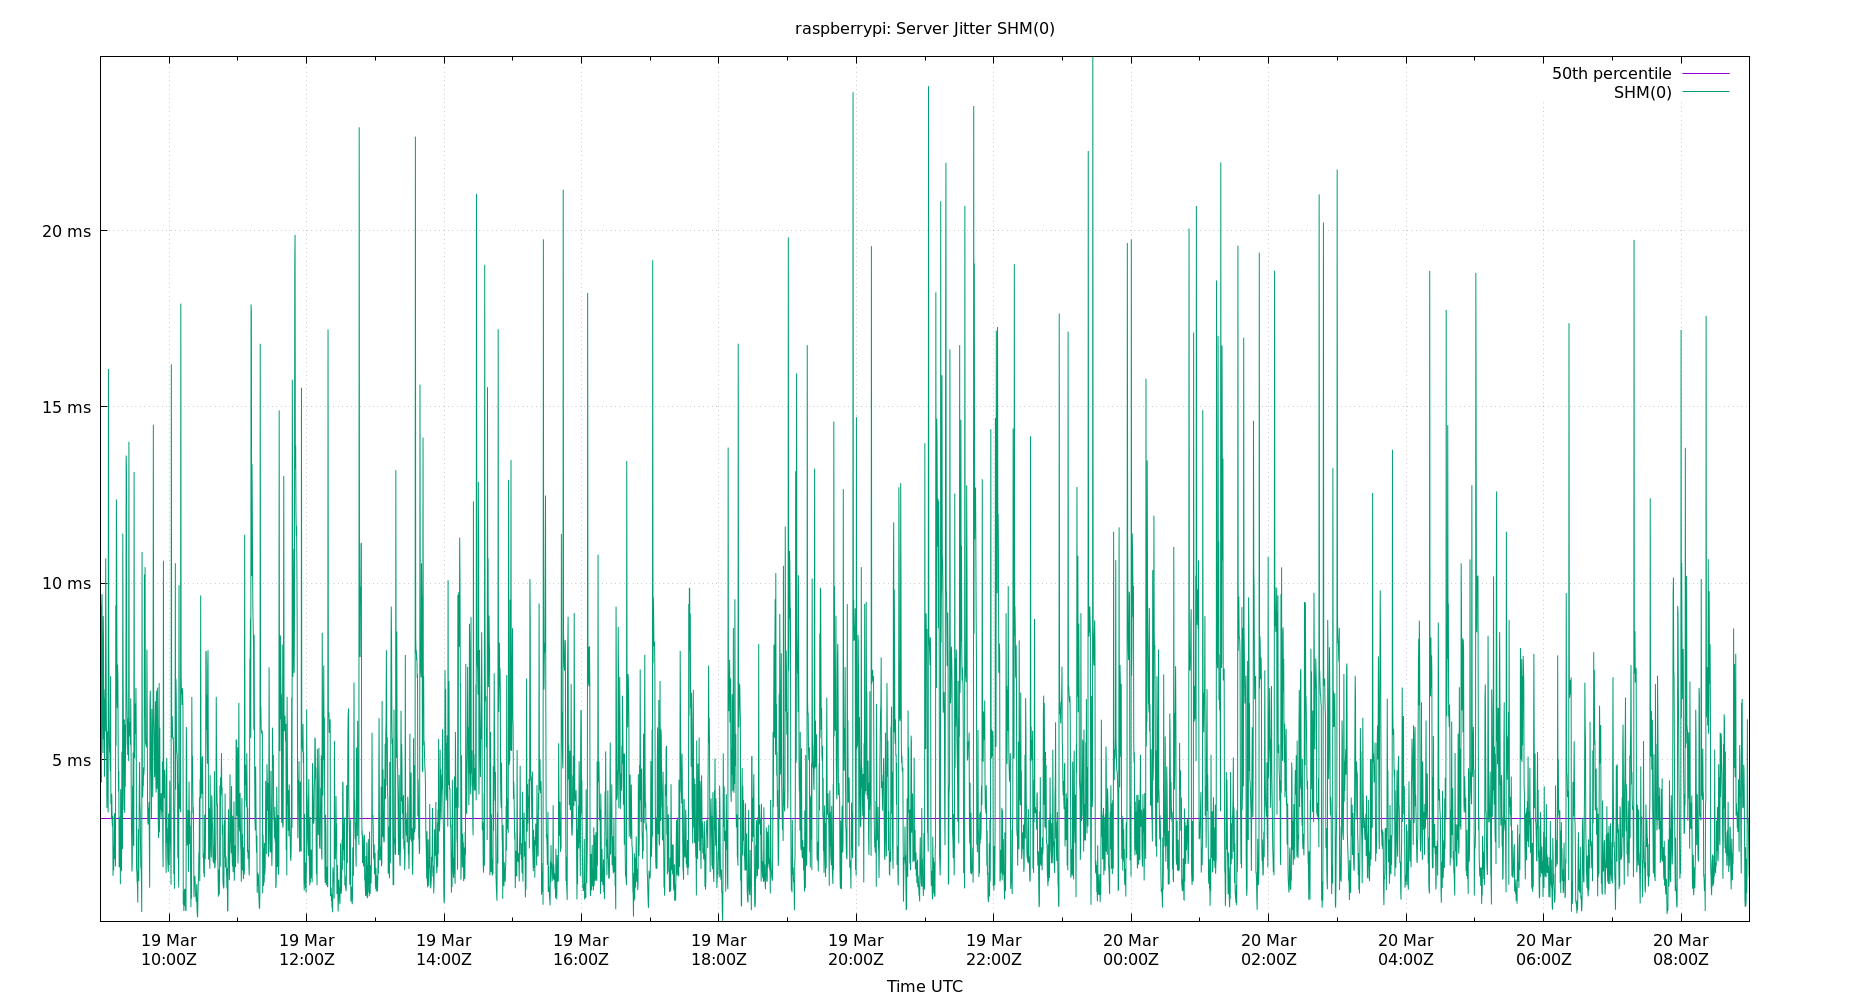 raspberrypi: Server Jitter SHM(0)
50th percentile
SHM(0)
20 ms
15 ms
10 ms
5 ms
19 Mar 19 Mar 19 Mar 19 Mar 19 Mar 19 Mar 19 Mar 20 Mar 20 Mar 20 Mar 20 Mar 20 Mar
10:00Z 12:00Z 14:00Z 16:00Z 18:00Z 20:00Z 22:00Z 00:00Z 02:00Z 04:00Z 06:00Z 08:00Z
Time UTC